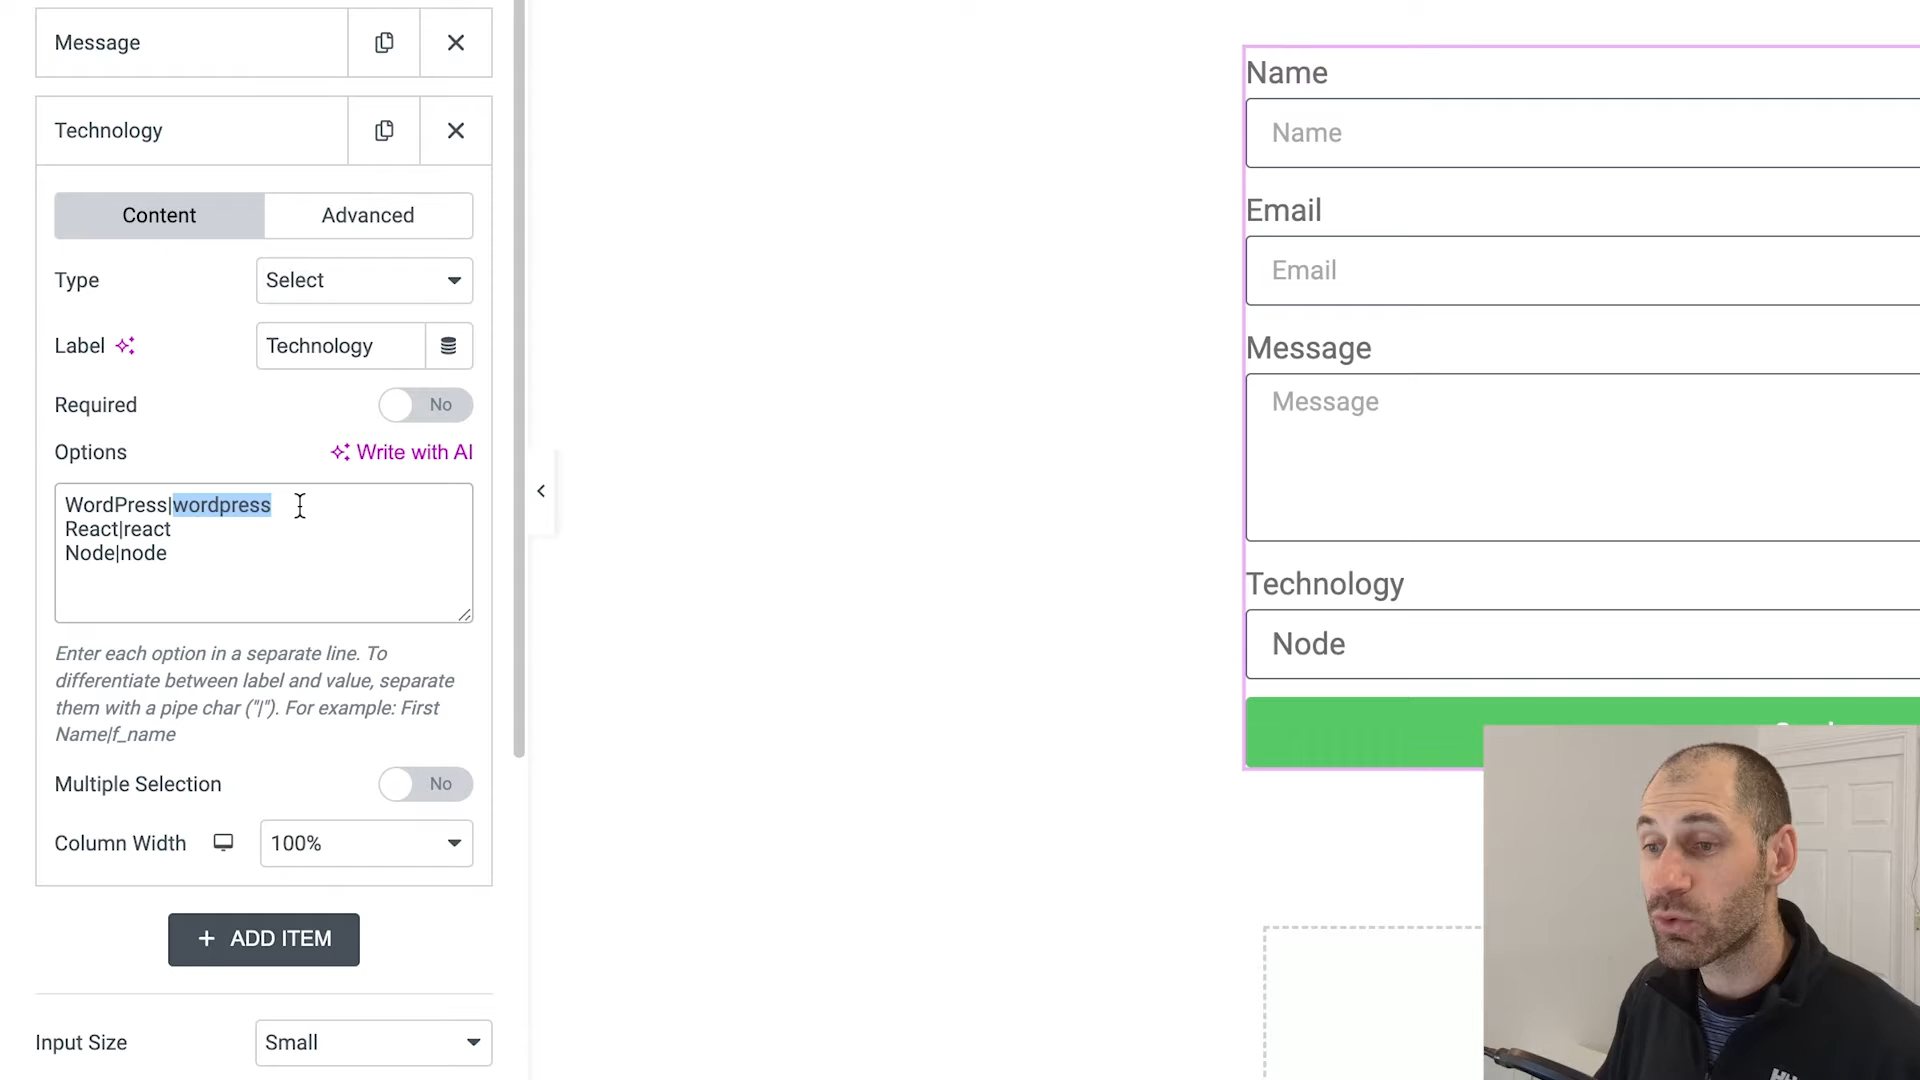 Message
Technology
Content
Advanced
Type
Select
Label
Technology
Required
No
Options
Write with AI
WordPress|wordpress
React|react
Node|node
Enter each option in a separate line. To
differentiate between label and value, separate
them with a pipe char ("|"). For example: First
Name|f_name
Multiple Selection
No
Column Width
100%
+ ADD ITEM
Input Size
Small
Name
Name
Email
Email
Message
Message
Technology
Node